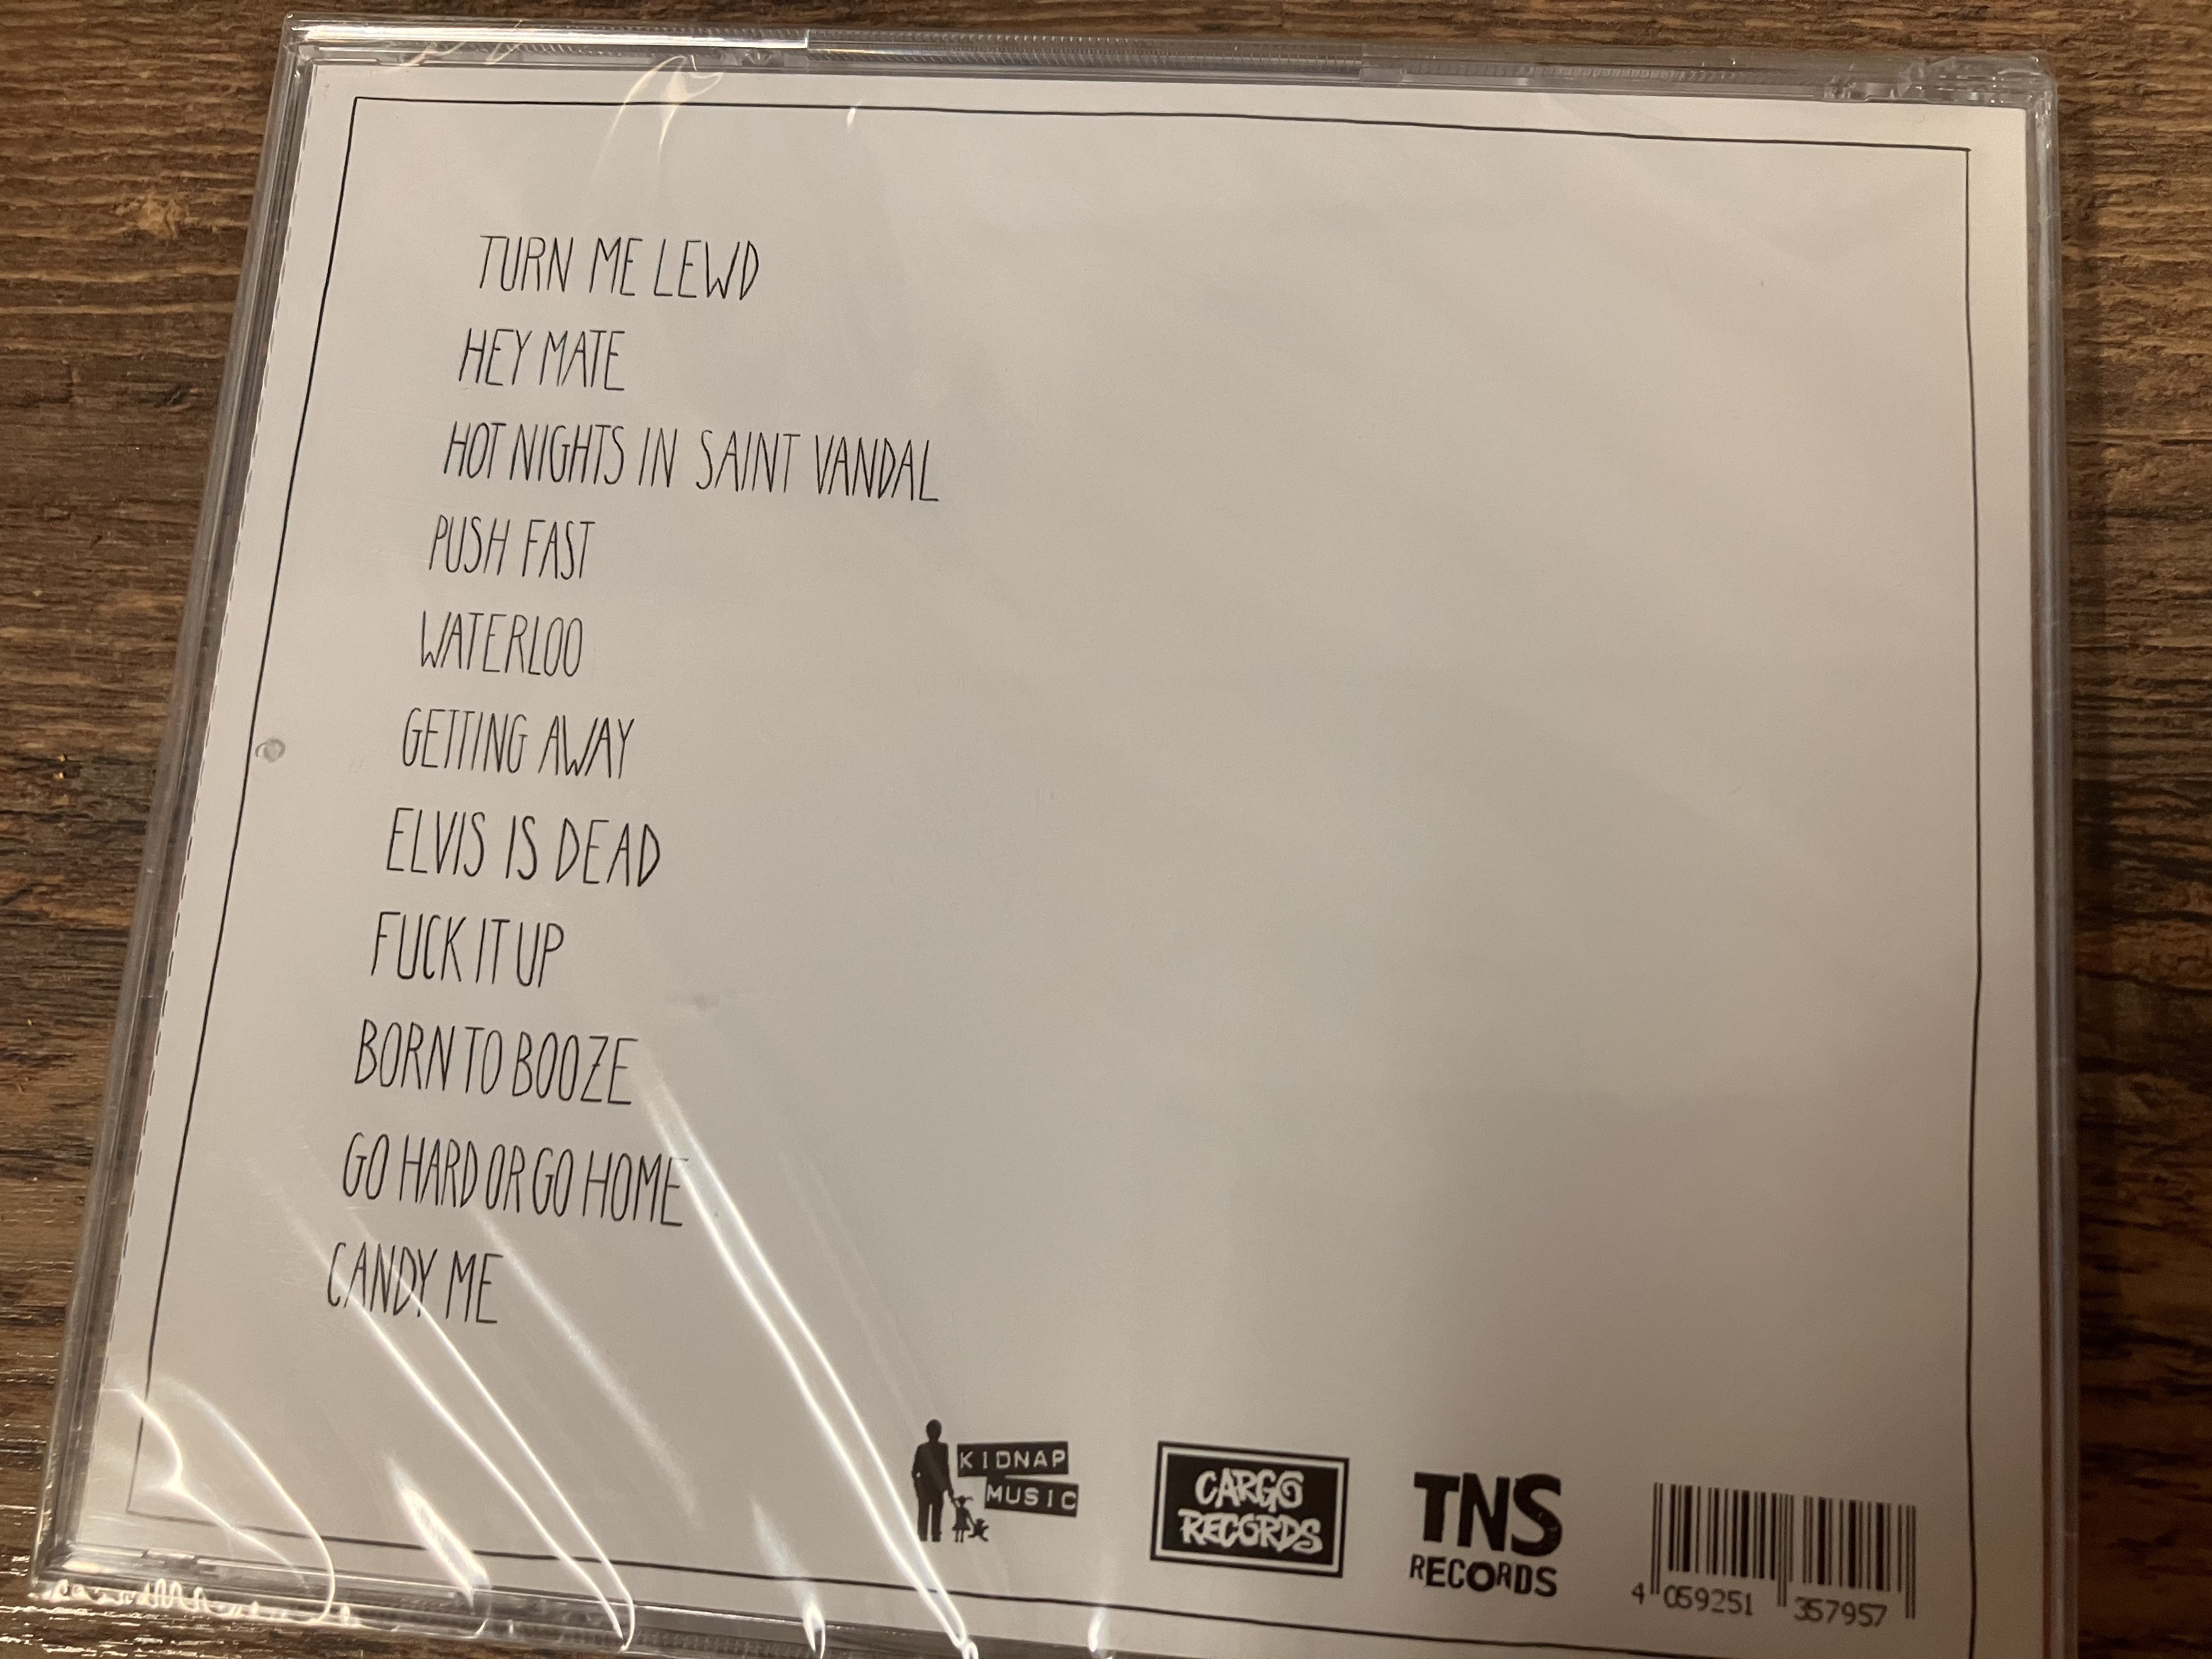 TURN ME LEWD
HEY MATE
HOT NIGHTS IN SAINT VANDAL
PUSH FAST
WATERLOO
GETTING AWAY
ELVIS IS DEAD
FUCK IT UP
BORN TO BOOZE
GO HARD OR GO HOME
CANDY ME
KIDNAP
MUSIC
CARGO
RECORDS
TNS
RECORDS
4 059251 357957